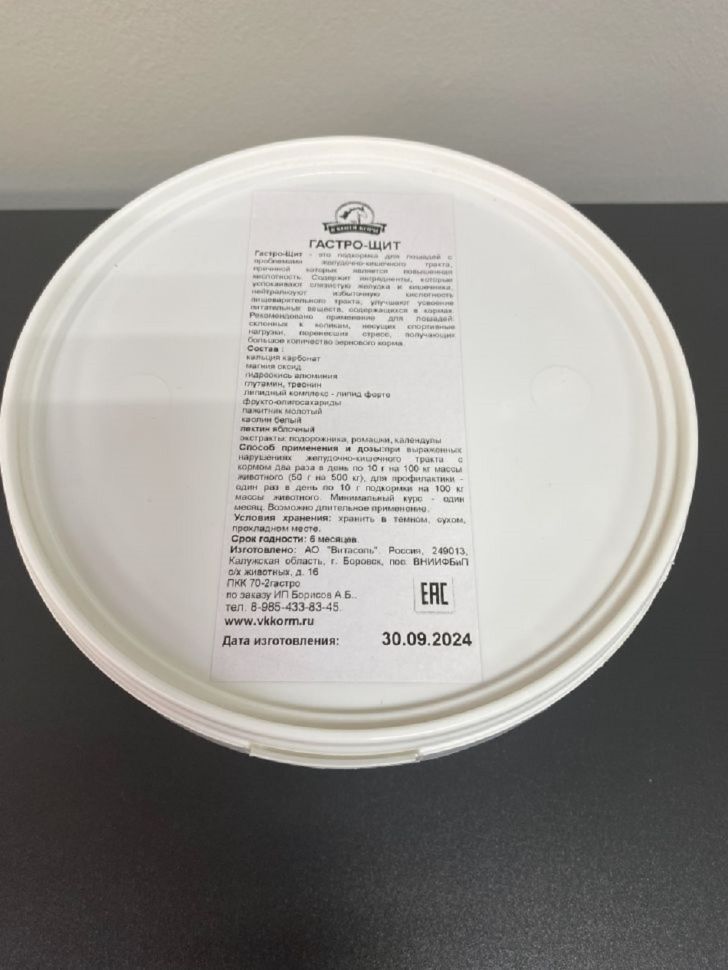 ГАСТРО-ЩИТ
Гастро-Щит - это подкормка для лошадей с
проблемами желудочно-кишечного тракта,
причиной которых является повышенная
кислотность. Содержит ингредиенты, которые
успокаивают слизистую желудка и кишечника,
нейтрализуют избыточную кислотность
пищеварительного тракта, улучшают усвоение
питательных веществ, содержащихся в кормах.
Рекомендовано применение для лошадей,
склонных к коликам, несущих спортивные
нагрузки, перенесших стресс, получающих
большое количество зернового корма.
Состав :
кальция карбонат
магния оксид
гидроокись алюминия
глутамин, треонин
липидный комплекс - липид форте
фрукто-олигосахариды
пажитник молотый
каолин белый
пектин яблочный
экстракты: подорожника, ромашки, календулы
Способ применения и дозы:при выраженных
нарушениях желудочно-кишечного тракта с
кормом два раза в день по 10 г на 100 кг массы
животного (50 г на 500 кг), для профилактики -
один раз в день по 10 г подкормки на 100 кг
массы животного. Минимальный курс - один
месяц. Возможно длительное применение.
Условия хранения: хранить в темном, сухом,
прохладном месте.
Срок годности: 6 месяцев.
Изготовлено: АО "Витасоль", Россия, 249013,
Калужская область, г. Боровск, пос. ВНИИФБиП
с/х животных, д. 16
ПКК 70-2гастро
по заказу ИП Борисов А.Б..
тел. 8-985-433-83-45.
www.vkkorm.ru
EAC
Дата изготовления: 30.09.2024